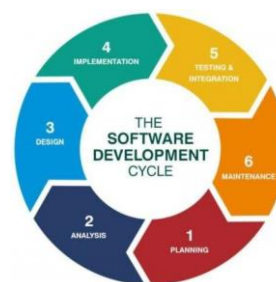 THE
SOFTWARE
DEVELOPMENT
CYCLE
1
PLANNING
2
ANALYSIS
3
DESIGN
4
IMPLEMENTATION
5
TESTING &
INTEGRATION
6
MAINTENANCE